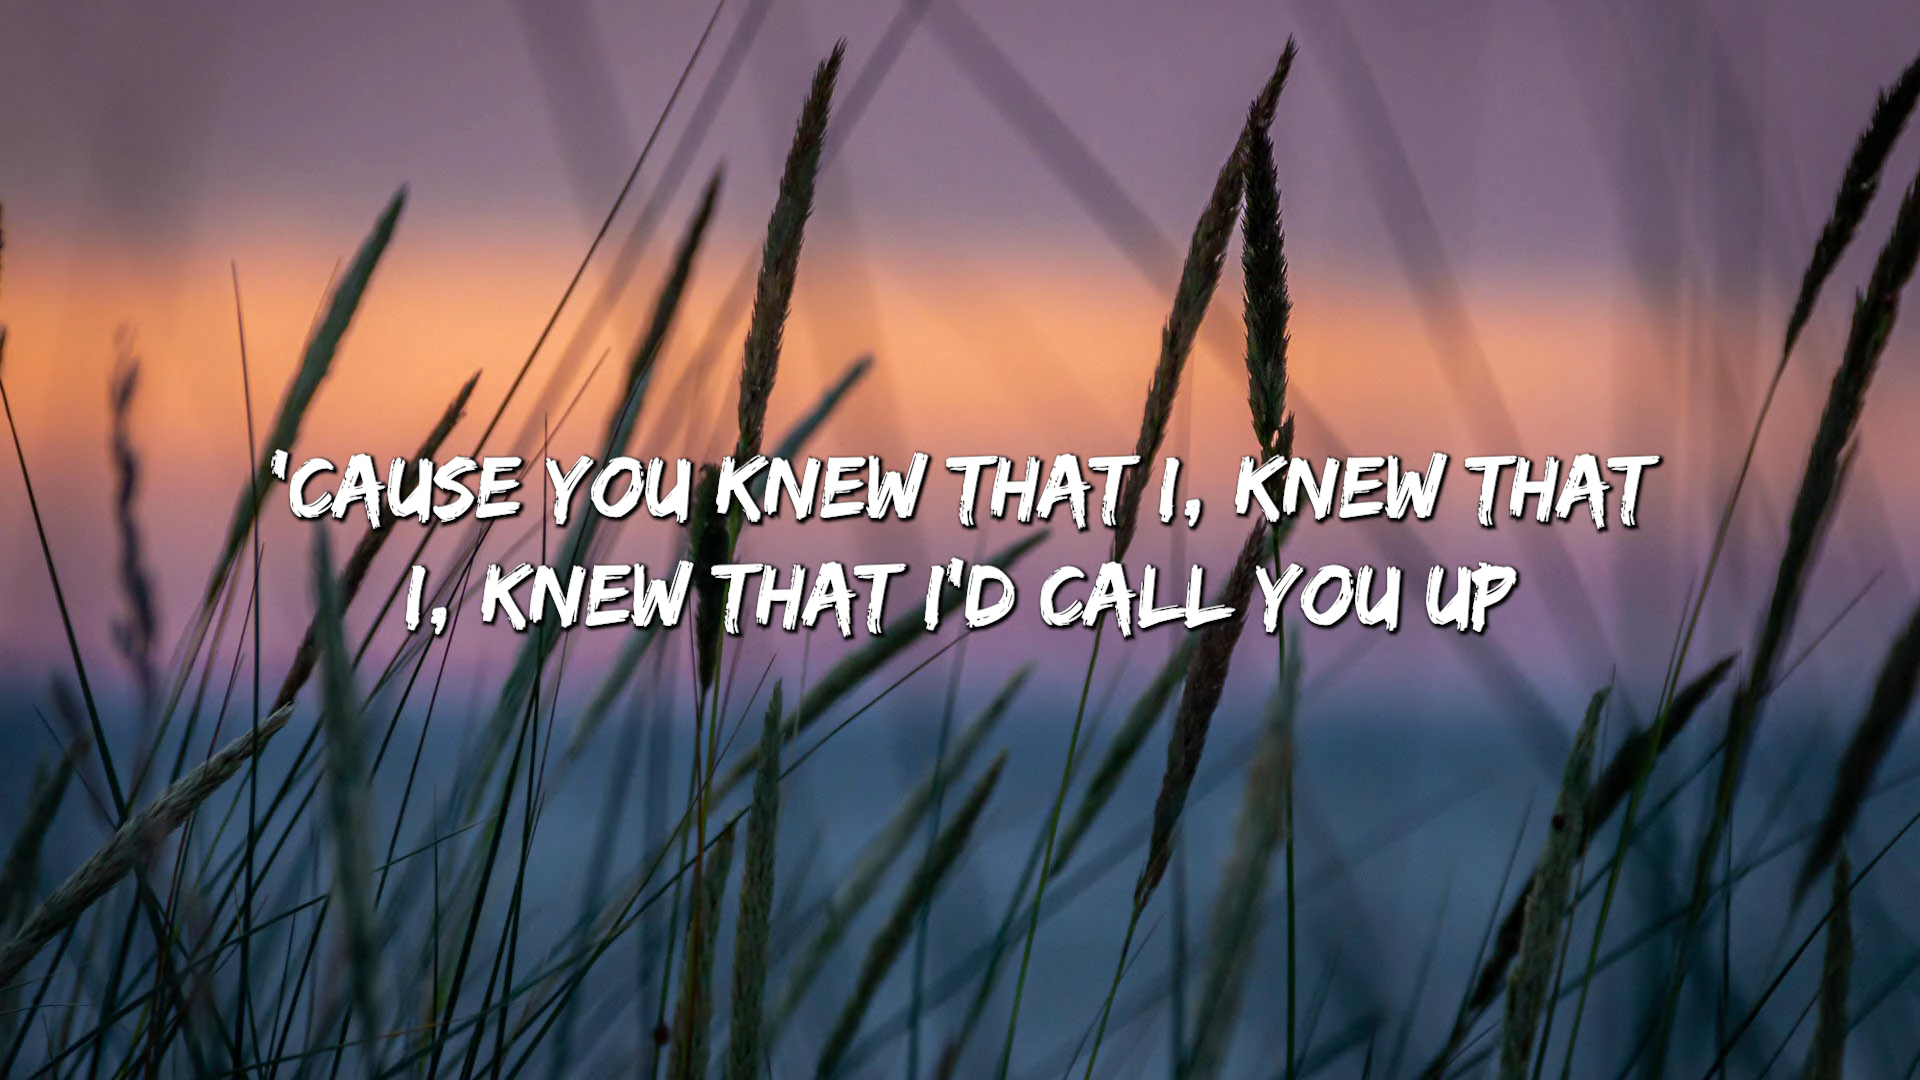 'CAUSE YOU KNEW THAT I, KNEW THAT
I, KNEW THAT I'D CALL YOU UP